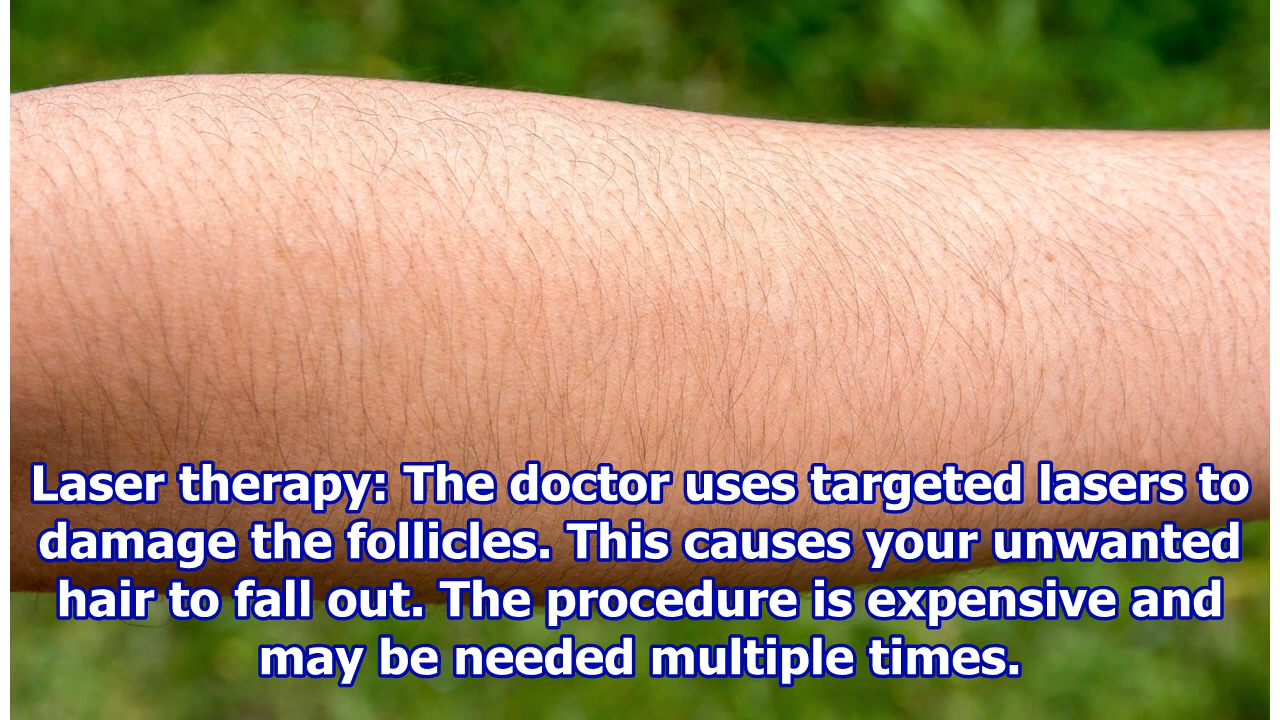 Laser therapy: The doctor uses targeted lasers to
damage the follicles. This causes your unwanted
hair to fall out. The procedure is expensive and
may be needed multiple times.